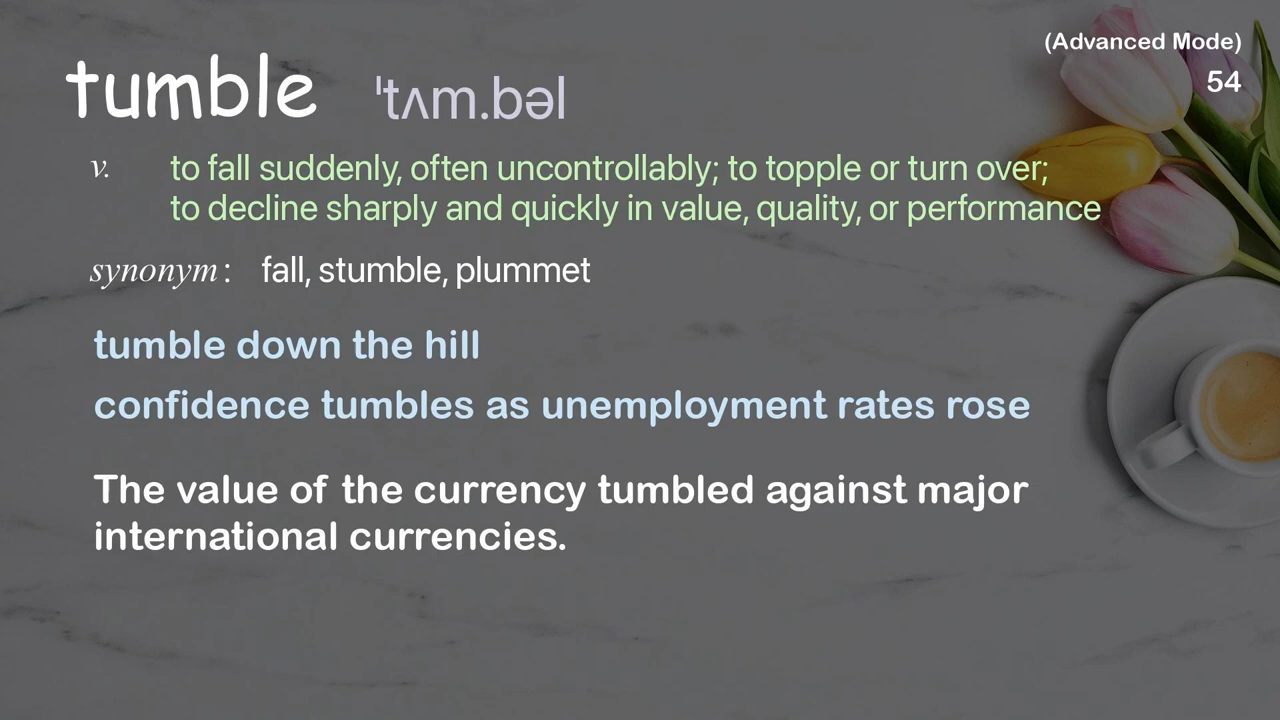 (Advanced Mode)
54
tumble ˈtʌm.bəl
v. to fall suddenly, often uncontrollably; to topple or turn over;
to decline sharply and quickly in value, quality, or performance
synonym : fall, stumble, plummet
tumble down the hill
confidence tumbles as unemployment rates rose
The value of the currency tumbled against major
international currencies.